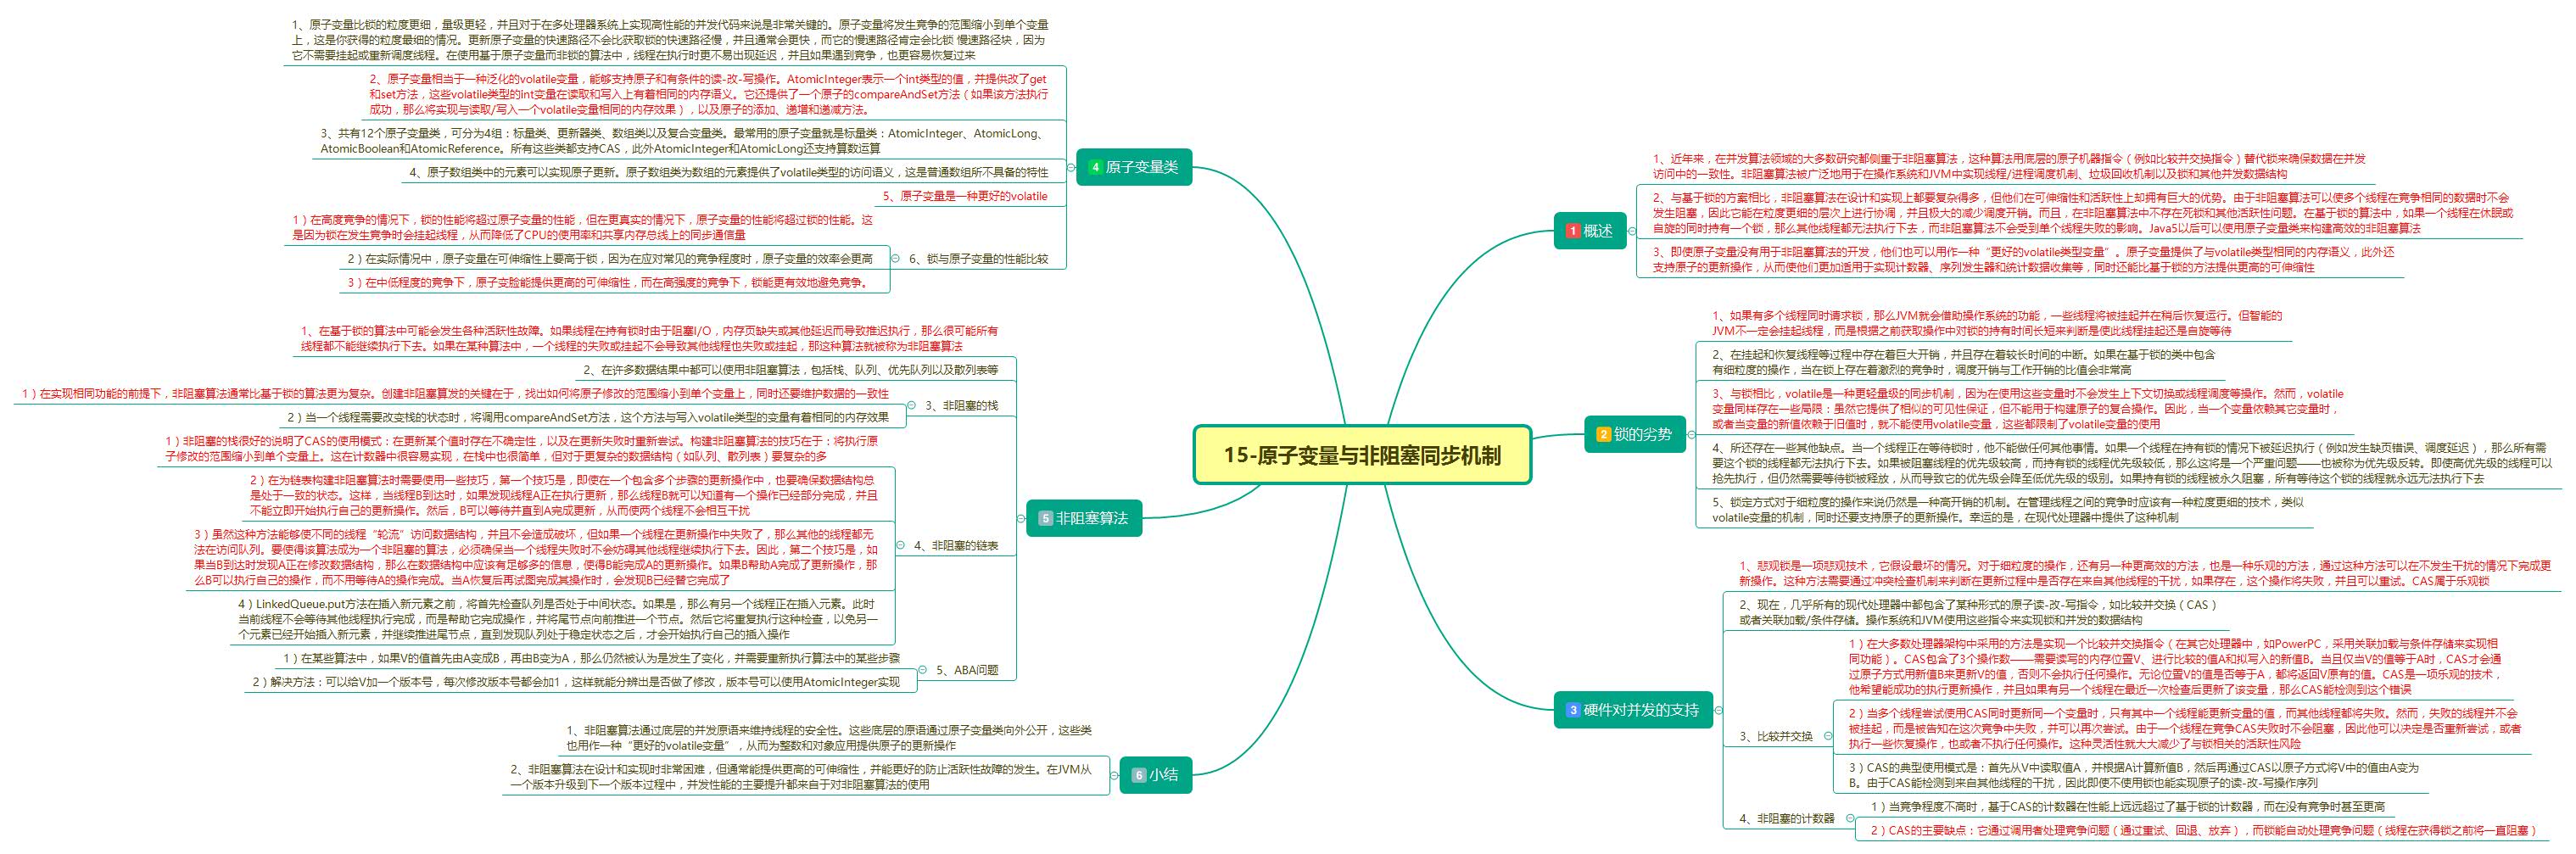 15-原子变量与非阻塞同步机制
1 概述
1、近年来，在并发算法领域的大多数研究都侧重于非阻塞算法，这种算法用底层的原子机器指令（例如比较并交换指令）替代锁来确保数据在并发
访问中的一致性。非阻塞算法被广泛地用于在操作系统和JVM中实现线程/进程调度机制、垃圾回收机制以及锁和其他并发数据结构
2、与基于锁的方案相比，非阻塞算法在设计和实现上都要复杂得多，但他们在可伸缩性和活跃性上却拥有巨大的优势。由于非阻塞算法可以使多个线程在竞争相同的数据时不会
发生阻塞，因此它能在粒度更细的层次上进行协调，并且极大的减少调度开销。而且，在非阻塞算法中不存在死锁和其他活跃性问题。在基于锁的算法中，如果一个线程在休眠或
自旋的同时持有一个锁，那么其他线程都无法执行下去，而非阻塞算法不会受到单个线程失败的影响。Java5以后可以使用原子变量类来构建高效的非阻塞算法
3、即使原子变量没有用于非阻塞算法的开发，他们也可以用作一种“更好的volatile类型变量”。原子变量提供了与volatile类型相同的内存语义，此外还
支持原子的更新操作，从而使他们更加适用于实现计数器、序列发生器和统计数据收集等，同时还能比基于锁的方法提供更高的可伸缩性
2 锁的劣势
1、如果有多个线程同时请求锁，那么JVM就会借助操作系统的功能，一些线程将被挂起并在稍后恢复运行。但智能的
JVM不一定会挂起线程，而是根据之前获取操作中对锁的持有时间长短来判断是使此线程挂起还是自旋等待
2、在挂起和恢复线程等过程中存在着巨大开销，并且存在着较长时间的中断。如果在基于锁的类中包含
有细粒度的操作，当在锁上存在着激烈的竞争时，调度开销与工作开销的比值会非常高
3、与锁相比，volatile是一种更轻量级的同步机制，因为在使用这些变量时不会发生上下文切换或线程调度等操作。然而，volatile
变量同样存在一些局限：虽然它提供了相似的可见性保证，但不能用于构建原子的复合操作。因此，当一个变量依赖其它变量时，
或者当变量的新值依赖于旧值时，就不能使用volatile变量，这些都限制了volatile变量的使用
4、所还存在一些其他缺点。当一个线程正在等待锁时，他不能做任何其他事情。如果一个线程在持有锁的情况下被延迟执行（例如发生缺页错误、调度延迟），那么所有需
要这个锁的线程都无法执行下去。如果被阻塞线程的优先级较高，而持有锁的线程优先级较低，那么这将是一个严重问题——也被称为优先级反转。即使高优先级的线程可以
抢先执行，但仍然需要等待锁被释放，从而导致它的优先级会降至低优先级的级别。如果持有锁的线程被永久阻塞，所有等待这个锁的线程就永远无法执行下去
5、锁定方式对于细粒度的操作来说仍然是一种高开销的机制。在管理线程之间的竞争时应该有一种粒度更细的技术，类似
volatile变量的机制，同时还要支持原子的更新操作。幸运的是，在现代处理器中提供了这种机制
3 硬件对并发的支持
1、悲观锁是一项悲观技术，它假设最坏的情况。对于细粒度的操作，还有另一种更高效的方法，也是一种乐观的方法，通过这种方法可以在不发生干扰的情况下完成更
新操作。这种方法需要通过冲突检查机制来判断在更新过程中是否存在来自其他线程的干扰，如果存在，这个操作将失败，并且可以重试。CAS属于乐观锁
2、现在，几乎所有的现代处理器中都包含了某种形式的原子读-改-写指令，如比较并交换（CAS）
或者关联加载/条件存储。操作系统和JVM使用这些指令来实现锁和并发的数据结构
3、比较并交换
1）在大多数处理器架构中采用的方法是实现一个比较并交换指令（在其它处理器中，如PowerPC，采用关联加载与条件存储来实现相
同功能）。CAS包含了3个操作数——需要读写的内存位置V、进行比较的值A和拟写入的新值B。当且仅当V的值等于A时，CAS才会通
过原子方式用新值B来更新V的值，否则不会执行任何操作。无论位置V的值是否等于A，都将返回V原有的值。CAS是一项乐观的技术，
他希望能成功的执行更新操作，并且如果有另一个线程在最近一次检查后更新了该变量，那么CAS能检测到这个错误
2）当多个线程尝试使用CAS同时更新同一个变量时，只有其中一个线程能更新变量的值，而其他线程都将失败。然而，失败的线程并不会
被挂起，而是被告知在这次竞争中失败，并可以再次尝试。由于一个线程在竞争CAS失败时不会阻塞，因此他可以决定是否重新尝试，或者
执行一些恢复操作，也或者不执行任何操作。这种灵活性就大大减少了与锁相关的活跃性风险
3）CAS的典型使用模式是：首先从V中读取值A，并根据A计算新值B，然后再通过CAS以原子方式将V中的值由A变为
B。由于CAS能检测到来自其他线程的干扰，因此即使不使用锁也能实现原子的读-改-写操作序列
4、非阻塞的计数器
1）当竞争程度不高时，基于CAS的计数器在性能上远远超过了基于锁的计数器，而在没有竞争时甚至更高
2）CAS的主要缺点：它通过调用者处理竞争问题（通过重试、回退、放弃），而锁能自动处理竞争问题（线程在获得锁之前将一直阻塞）
4 原子变量类
1、原子变量比锁的粒度更细，量级更轻，并且对于在多处理器系统上实现高性能的并发代码来说是非常关键的。原子变量将发生竞争的范围缩小到单个变量
上，这是你获得的粒度最细的情况。更新原子变量的快速路径不会比获取锁的快速路径慢，并且通常会更快，而它的慢速路径肯定会比锁 慢速路径块，因为
它不需要挂起或重新调度线程。在使用基于原子变量而非锁的算法中，线程在执行时更不易出现延迟，并且如果遇到竞争，也更容易恢复过来
2、原子变量相当于一种泛化的volatile变量，能够支持原子和有条件的读-改-写操作。AtomicInteger表示一个int类型的值，并提供改了get
和set方法，这些volatile类型的int变量在读取和写入上有着相同的内存语义。它还提供了一个原子的compareAndSet方法（如果该方法执行
成功，那么将实现与读取/写入一个volatile变量相同的内存效果），以及原子的添加、递增和递减方法。
3、共有12个原子变量类，可分为4组：标量类、更新器类、数组类以及复合变量类。最常用的原子变量就是标量类：AtomicInteger、AtomicLong、
AtomicBoolean和AtomicReference。所有这些类都支持CAS，此外AtomicInteger和AtomicLong还支持算数运算
4、原子数组类中的元素可以实现原子更新。原子数组类为数组的元素提供了volatile类型的访问语义，这是普通数组所不具备的特性
5、原子变量是一种更好的volatile
6、锁与原子变量的性能比较
1）在高度竞争的情况下，锁的性能将超过原子变量的性能，但在更真实的情况下，原子变量的性能将超过锁的性能。这
是因为锁在发生竞争时会挂起线程，从而降低了CPU的使用率和共享内存总线上的同步通信量
2）在实际情况中，原子变量在可伸缩性上要高于锁，因为在应对常见的竞争程度时，原子变量的效率会更高
3）在中低程度的竞争下，原子变脸能提供更高的可伸缩性，而在高强度的竞争下，锁能更有效地避免竞争。
5 非阻塞算法
1、在基于锁的算法中可能会发生各种活跃性故障。如果线程在持有锁时由于阻塞I/O，内存页缺失或其他延迟而导致推迟执行，那么很可能所有
线程都不能继续执行下去。如果在某种算法中，一个线程的失败或挂起不会导致其他线程也失败或挂起，那这种算法就被称为非阻塞算法
2、在许多数据结果中都可以使用非阻塞算法，包括栈、队列、优先队列以及散列表等
3、非阻塞的栈
1）在实现相同功能的前提下，非阻塞算法通常比基于锁的算法更为复杂。创建非阻塞算发的关键在于，找出如何将原子修改的范围缩小到单个变量上，同时还要维护数据的一致性
2）当一个线程需要改变栈的状态时，将调用compareAndSet方法，这个方法与写入volatile类型的变量有着相同的内存效果
4、非阻塞的链表
1）非阻塞的栈很好的说明了CAS的使用模式：在更新某个值时存在不确定性，以及在更新失败时重新尝试。构建非阻塞算法的技巧在于：将执行原
子修改的范围缩小到单个变量上。这在计数器中很容易实现，在栈中也很简单，但对于更复杂的数据结构（如队列、散列表）要复杂的多
2）在为链表构建非阻塞算法时需要使用一些技巧，第一个技巧是，即使在一个包含多个步骤的更新操作中，也要确保数据结构总
是处于一致的状态。这样，当线程B到达时，如果发现线程A正在执行更新，那么线程B就可以知道有一个操作已经部分完成，并且
不能立即开始执行自己的更新操作。然后，B可以等待并直到A完成更新，从而使两个线程不会相互干扰
3）虽然这种方法能够使不同的线程“轮流”访问数据结构，并且不会造成破坏，但如果一个线程在更新操作中失败了，那么其他的线程都无
法在访问队列。要使得该算法成为一个非阻塞的算法，必须确保当一个线程失败时不会妨碍其他线程继续执行下去。因此，第二个技巧是，如
果当B到达时发现A正在修改数据结构，那么在数据结构中应该有足够多的信息，使得B能完成A的更新操作。如果B帮助A完成了更新操作，那
么B可以执行自己的操作，而不用等待A的操作完成。当A恢复后再试图完成其操作时，会发现B已经替它完成了
4）LinkedQueue.put方法在插入新元素之前，将首先检查队列是否处于中间状态。如果是，那么有另一个线程正在插入元素。此时
当前线程不会等待其他线程执行完成，而是帮助它完成操作，并将尾节点向前推进一个节点。然后它将重复执行这种检查，以免另一
个元素已经开始插入新元素，并继续推进尾节点，直到发现队列处于稳定状态之后，才会开始执行自己的插入操作
5、ABA问题
1）在某些算法中，如果V的值首先由A变成B，再由B变为A，那么仍然被认为是发生了变化，并需要重新执行算法中的某些步骤
2）解决方法：可以给V加一个版本号，每次修改版本号都会加1，这样就能分辨出是否做了修改，版本号可以使用AtomicInteger实现
6 小结
1、非阻塞算法通过底层的并发原语来维持线程的安全性。这些底层的原语通过原子变量类向外公开，这些类
也用作一种“更好的volatile变量”，从而为整数和对象应用提供原子的更新操作
2、非阻塞算法在设计和实现时非常困难，但通常能提供更高的可伸缩性，并能更好的防止活跃性故障的发生。在JVM从
一个版本升级到下一个版本过程中，并发性能的主要提升都来自于对非阻塞算法的使用